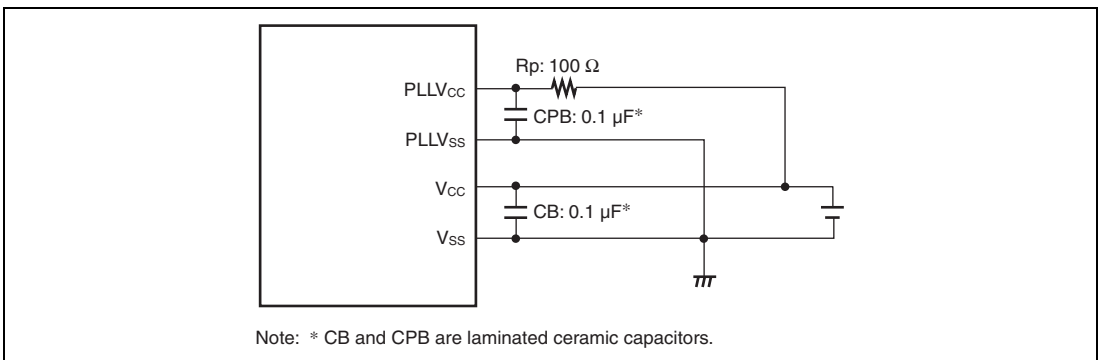 Rp: 100 Ω
PLLVCC
CPB: 0.1 µF*
PLLVSS
VCC
CB: 0.1 µF*
VSS
Note: * CB and CPB are laminated ceramic capacitors.